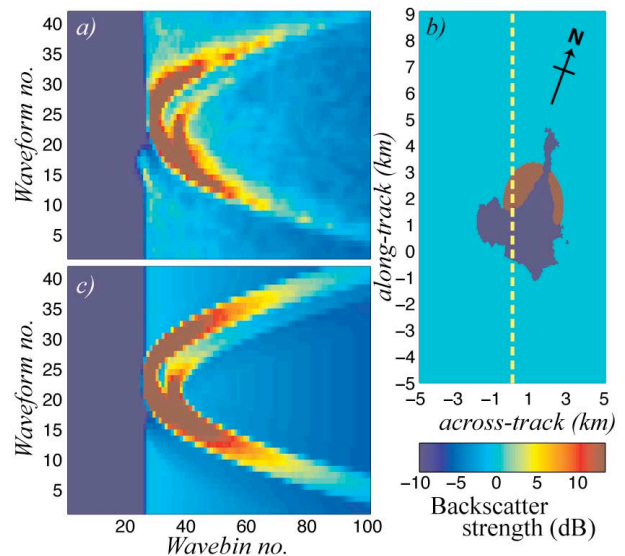 a)
Waveform no.
40
35
30
25
20
15
10
5
b)
N
along-track (km)
9
8
7
6
5
4
3
2
1
0
-1
-2
-3
-4
-5
-5 -3 -1 1 3 5
across-track (km)
c)
Waveform no.
40
35
30
25
20
15
10
5
20 40 60 80 100
Wavebin no.
-10 -5 0 5 10
Backscatter
strength (dB)